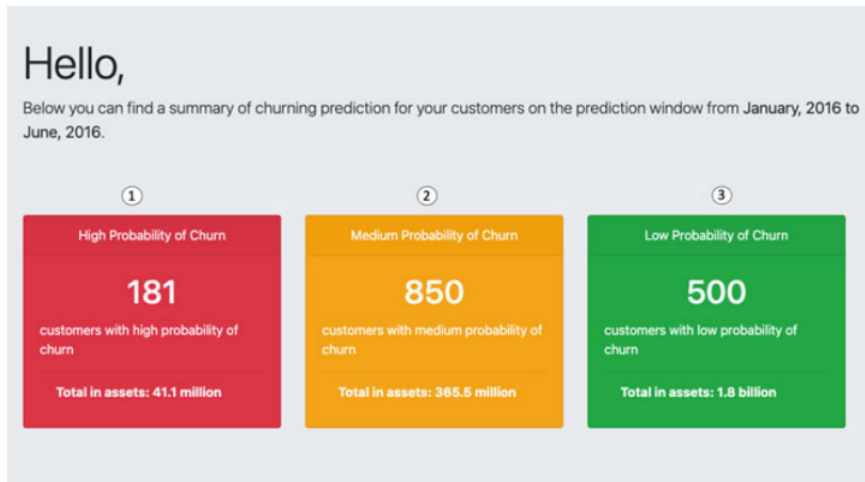 Hello,
Below you can find a summary of churning prediction for your customers on the prediction window from January, 2016 to
June, 2016.
① ② ③
High Probability of Churn
181
customers with high probability of
churn
Total in assets: 41.1 million
Medium Probability of Churn
850
customers with medium probability of
churn
Total in assets: 365.5 million
Low Probability of Churn
500
customers with low probability of
churn
Total in assets: 1.8 billion